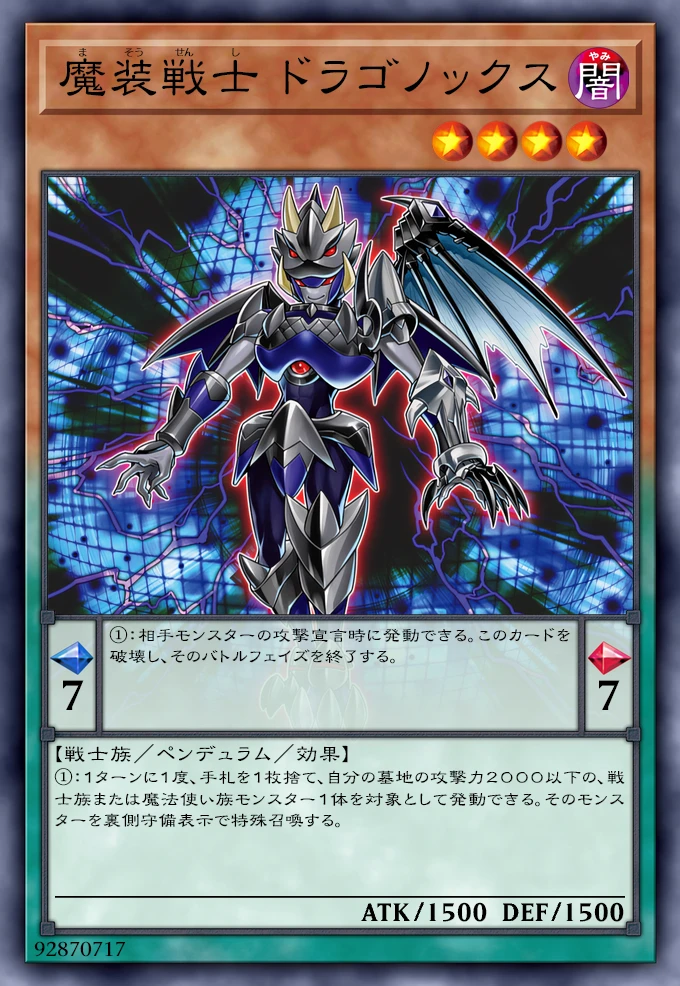 魔装戦士 ドラゴノックス
ま そう せん し
やみ
闇
①：相手モンスターの攻撃宣言時に発動できる。このカードを
破壊し、そのバトルフェイズを終了する。
7
7
【戦士族／ペンデュラム／効果】
①：1ターンに1度、手札を1枚捨て、自分の墓地の攻撃力2000以下の、戦
士族または魔法使い族モンスター1体を対象として発動できる。そのモンス
ターを裏側守備表示で特殊召喚する。
ATK/1500 DEF/1500
92870717